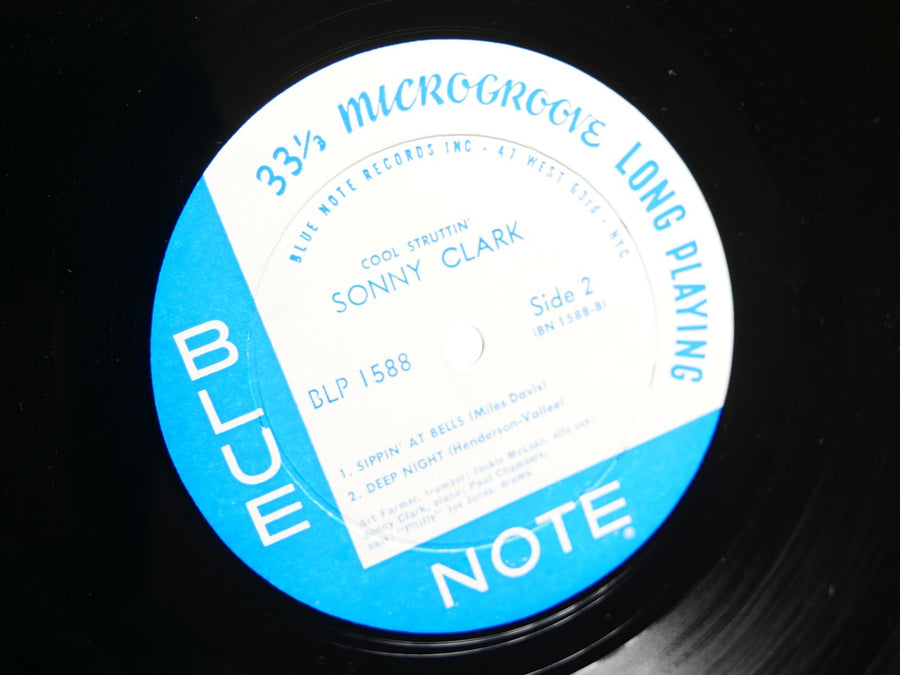 33⅓ MICROGROOVE LONG PLAYING
BLUE NOTE RECORDS INC · 47 WEST 63rd · NYC
COOL STRUTTIN'
SONNY CLARK
Side 2
(BN 1588-B)
BLP 1588
1. SIPPIN' AT BELLS (Miles Davis)
2. DEEP NIGHT (Henderson-Vallee)
Art Farmer, trumpet; Jackie McLean, alto sax;
Sonny Clark, piano; Paul Chambers,
bass; "Philly" Joe Jones, drums.
BLUE
NOTE®